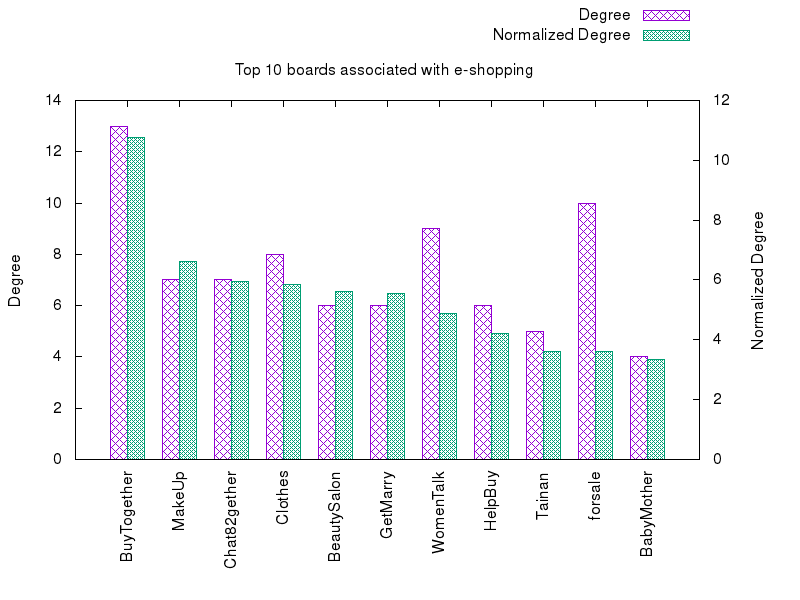 Degree
Normalized Degree
Top 10 boards associated with e-shopping
14
12
10
8
6
4
2
0
12
10
8
6
4
2
0
Degree
Normalized Degree
BuyTogether
MakeUp
Chat82gether
Clothes
BeautySalon
GetMarry
WomenTalk
HelpBuy
Tainan
forsale
BabyMother